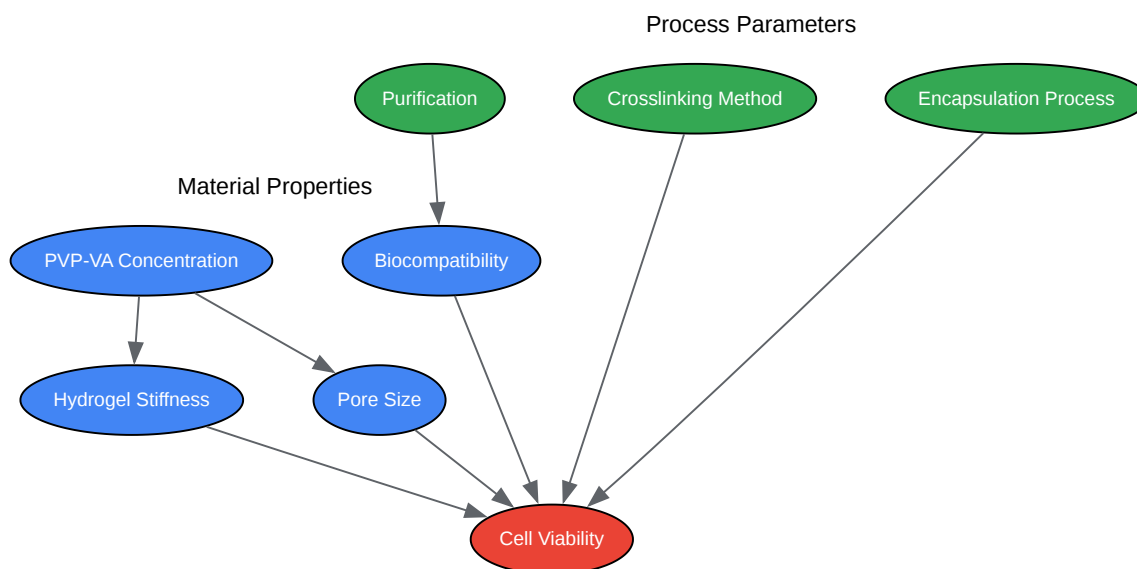 Process Parameters
Purification
Crosslinking Method
Encapsulation Process
Material Properties
PVP-VA Concentration
Biocompatibility
Hydrogel Stiffness
Pore Size
Cell Viability